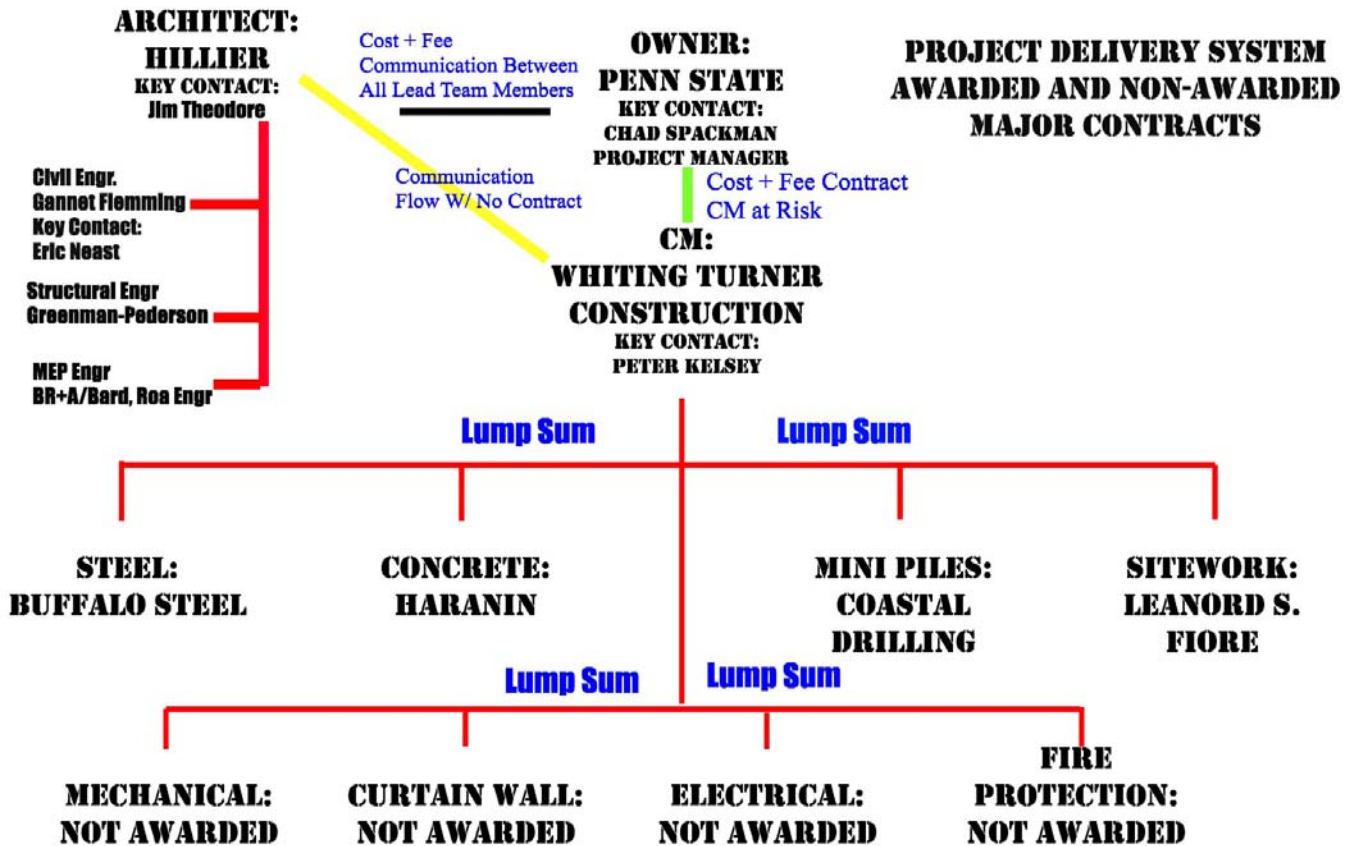 ARCHITECT:
HILLIER
KEY CONTACT:
Jim Theodore
Cost + Fee
Communication Between
All Lead Team Members
OWNER:
PENN STATE
KEY CONTACT:
CHAD SPACKMAN
PROJECT MANAGER
PROJECT DELIVERY SYSTEM
AWARDED AND NON-AWARDED
MAJOR CONTRACTS
Civil Engr.
Gannet Flemming
Key Contact:
Eric Neast
Communication
Flow W/ No Contract
Cost + Fee Contract
CM at Risk
CM:
WHITING TURNER
CONSTRUCTION
KEY CONTACT:
PETER KELSEY
Structural Engr
Greenman-Pederson
MEP Engr
BR+A/Bard, Roa Engr
Lump Sum
Lump Sum
STEEL:
BUFFALO STEEL
CONCRETE:
HARANIN
MINI PILES:
COASTAL
DRILLING
SITEWORK:
LEANORD S.
FIORE
Lump Sum
Lump Sum
MECHANICAL:
NOT AWARDED
CURTAIN WALL:
NOT AWARDED
ELECTRICAL:
NOT AWARDED
FIRE
PROTECTION:
NOT AWARDED